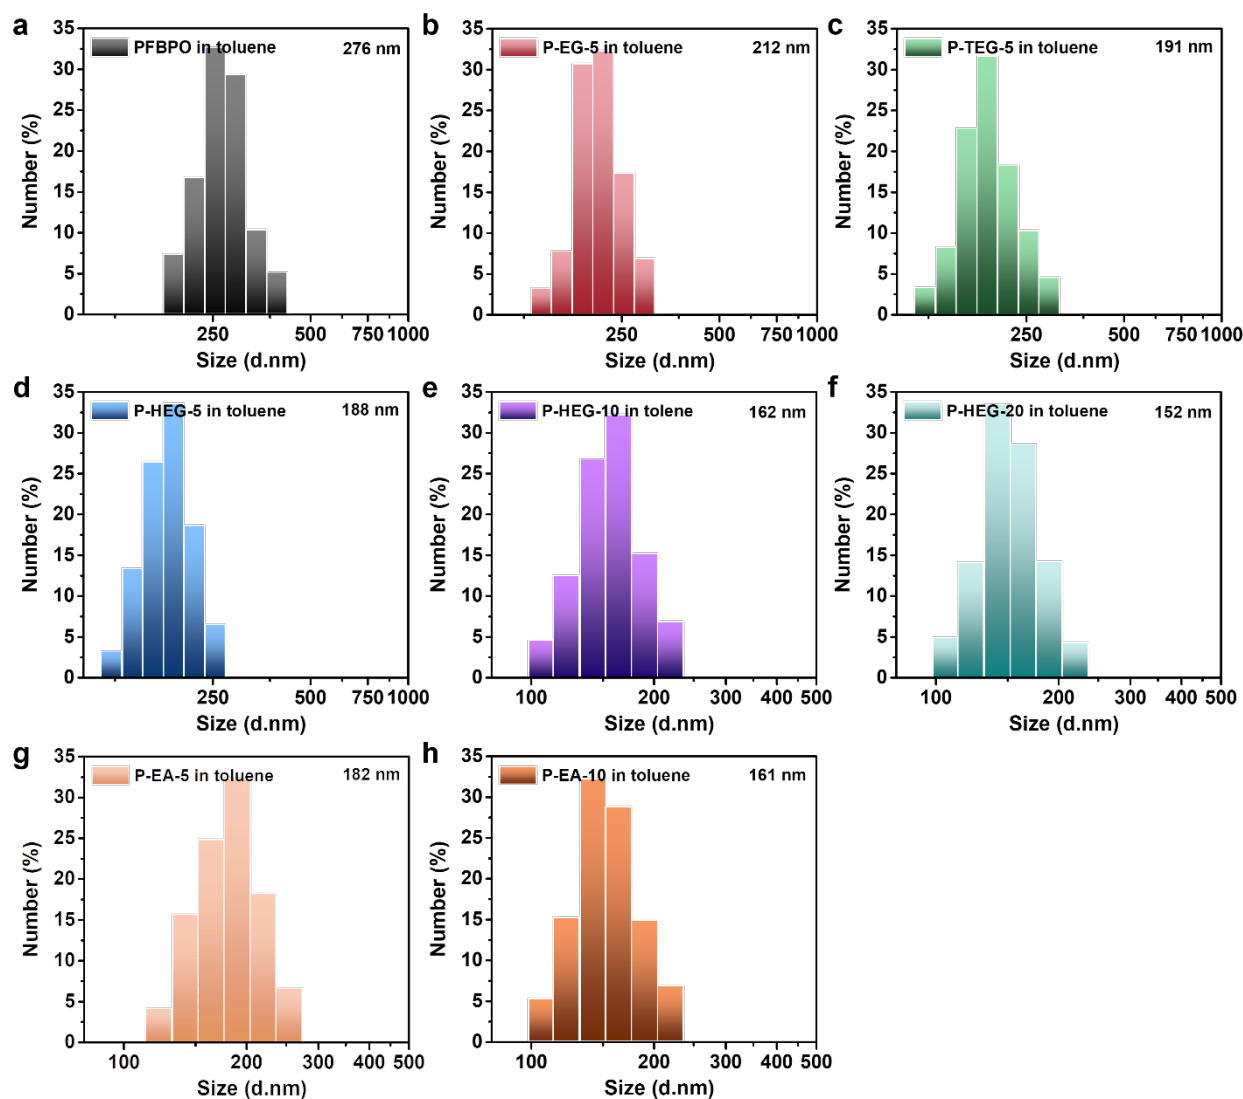 a
PFBPO in toluene
276 nm
Number (%)
35
30
25
20
15
10
5
0
250
500
750
1000
Size (d.nm)
b
P-EG-5 in toluene
212 nm
Number (%)
35
30
25
20
15
10
5
0
250
500
750
1000
Size (d.nm)
c
P-TEG-5 in toluene
191 nm
Number (%)
35
30
25
20
15
10
5
0
250
500
750
1000
Size (d.nm)
d
P-HEG-5 in toluene
188 nm
Number (%)
35
30
25
20
15
10
5
0
250
500
750
1000
Size (d.nm)
e
P-HEG-10 in tolene
162 nm
Number (%)
35
30
25
20
15
10
5
0
100
200
300
400
500
Size (d.nm)
f
P-HEG-20 in toluene
152 nm
Number (%)
35
30
25
20
15
10
5
0
100
200
300
400
500
Size (d.nm)
g
P-EA-5 in toluene
182 nm
Number (%)
35
30
25
20
15
10
5
0
100
200
300
400
500
Size (d.nm)
h
P-EA-10 in toluene
161 nm
Number (%)
35
30
25
20
15
10
5
0
100
200
300
400
500
Size (d.nm)